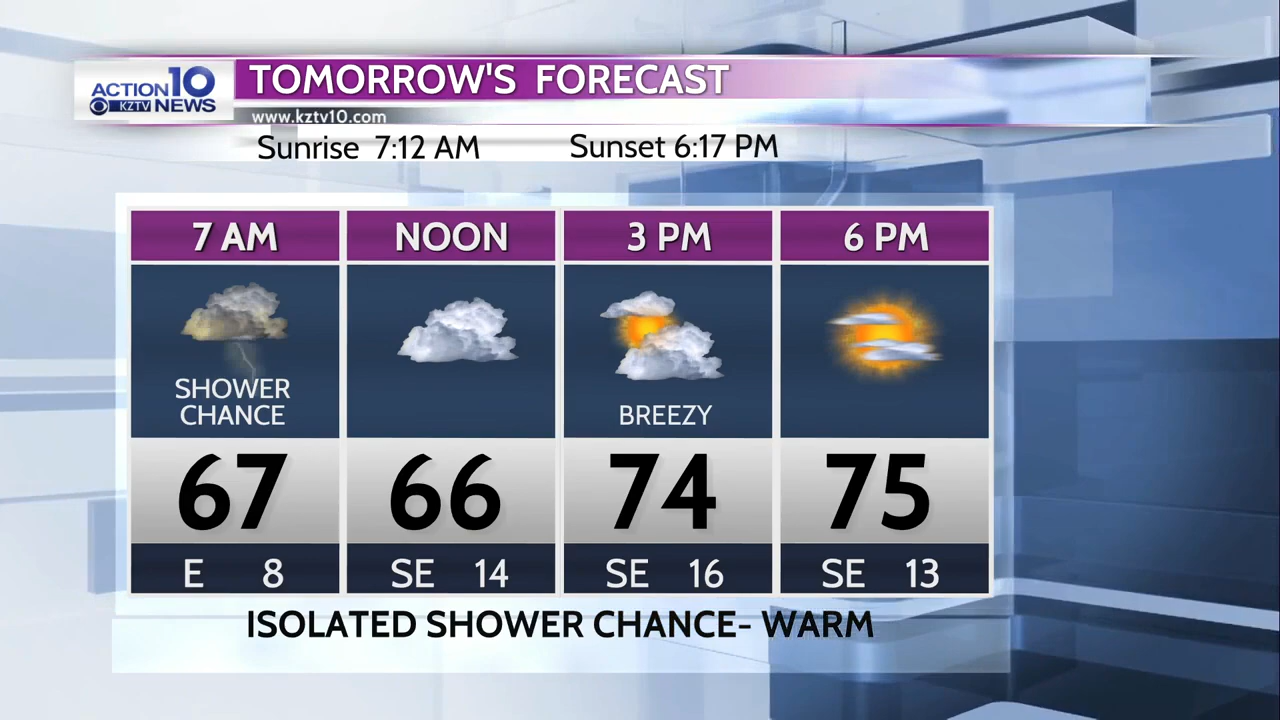 ACTION 10
KZTV NEWS
TOMORROW'S FORECAST
www.kztv10.com
Sunrise 7:12 AM Sunset 6:17 PM
7 AM NOON 3 PM 6 PM
SHOWER
CHANCE BREEZY
67 66 74 75
E 8 SE 14 SE 16 SE 13
ISOLATED SHOWER CHANCE- WARM